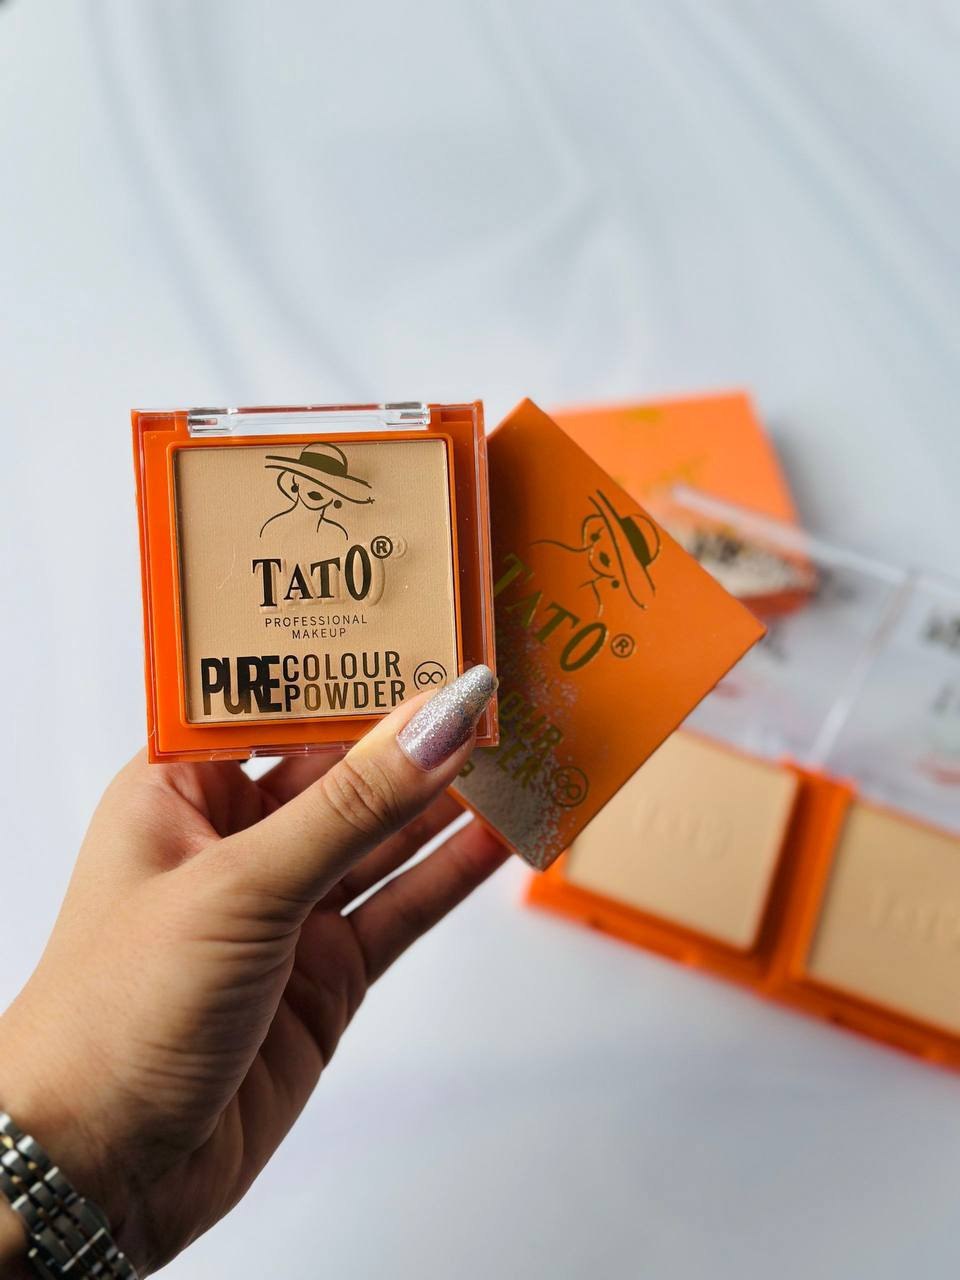 TATO®
PROFESSIONAL
MAKEUP
PURE COLOUR
POWDER
TATO®